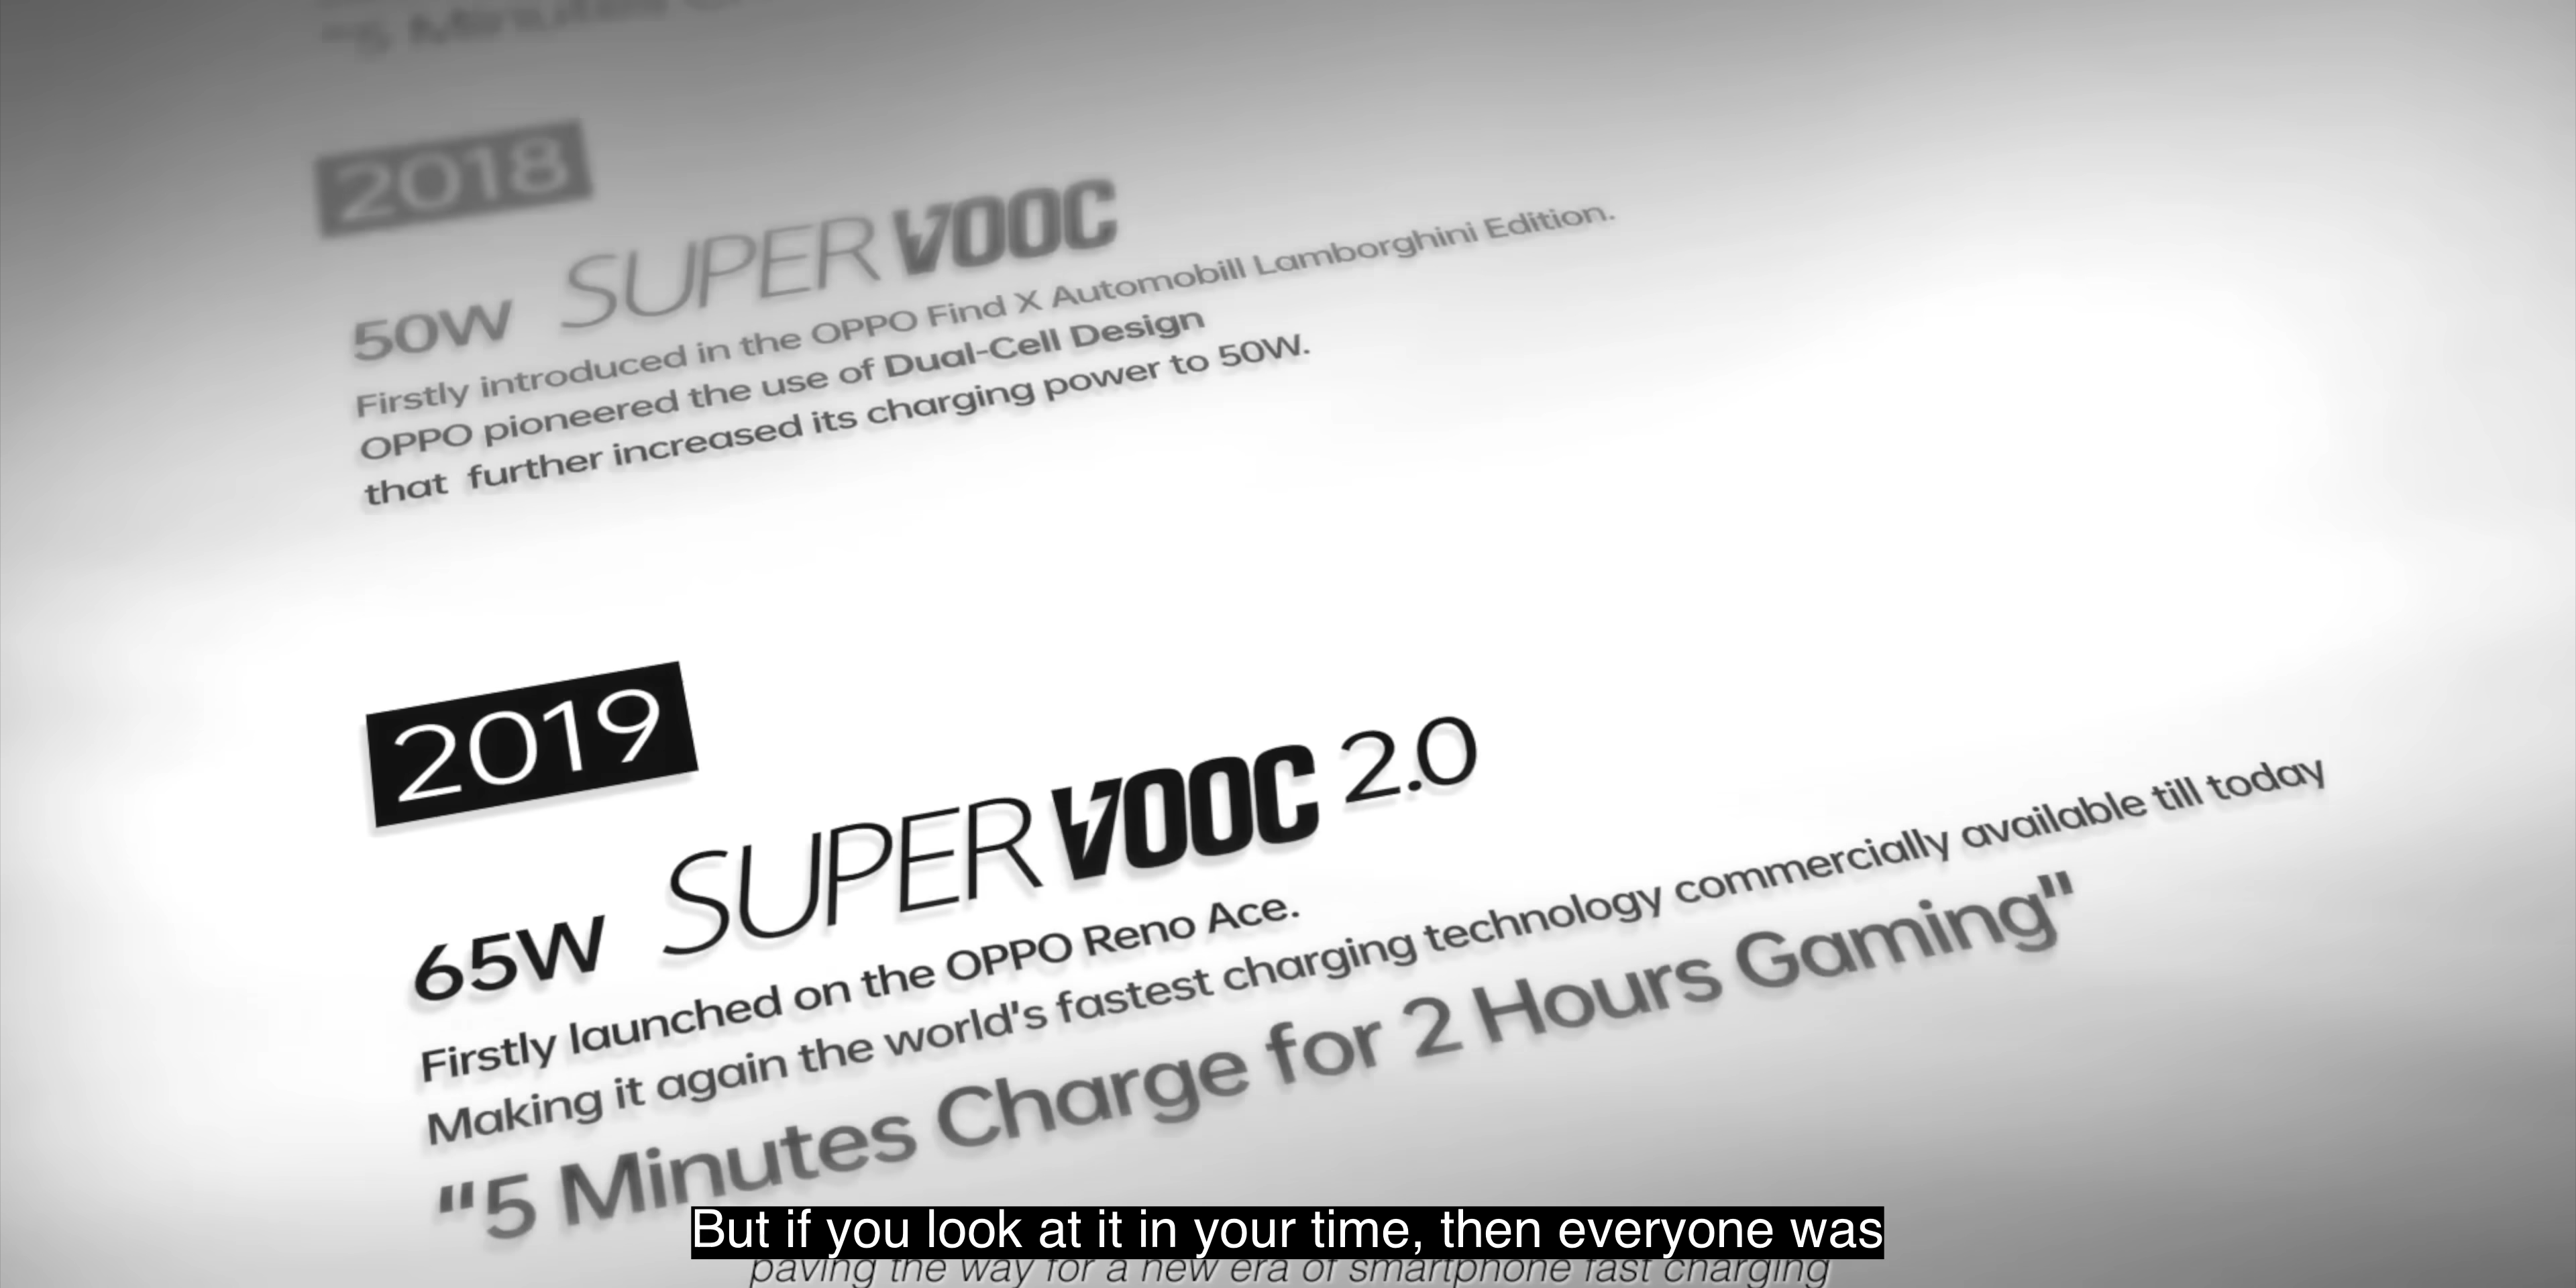 "5 Minutes
2018
50W SUPER VOOC
Firstly introduced in the OPPO Find X Automobill Lamborghini Edition.
OPPO pioneered the use of Dual-Cell Design
that further increased its charging power to 50W.
2019
65W SUPER VOOC 2.0
Firstly launched on the OPPO Reno Ace.
Making it again the world's fastest charging technology commercially available till today
"5 Minutes Charge for 2 Hours Gaming"
But if you look at it in your time, then everyone was
paving the way for a new era of smartphone fast charging